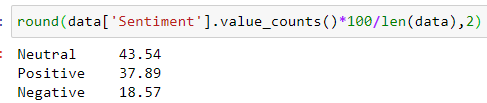 round(data['Sentiment'].value_counts()*100/len(data),2)
Neutral 43.54
Positive 37.89
Negative 18.57